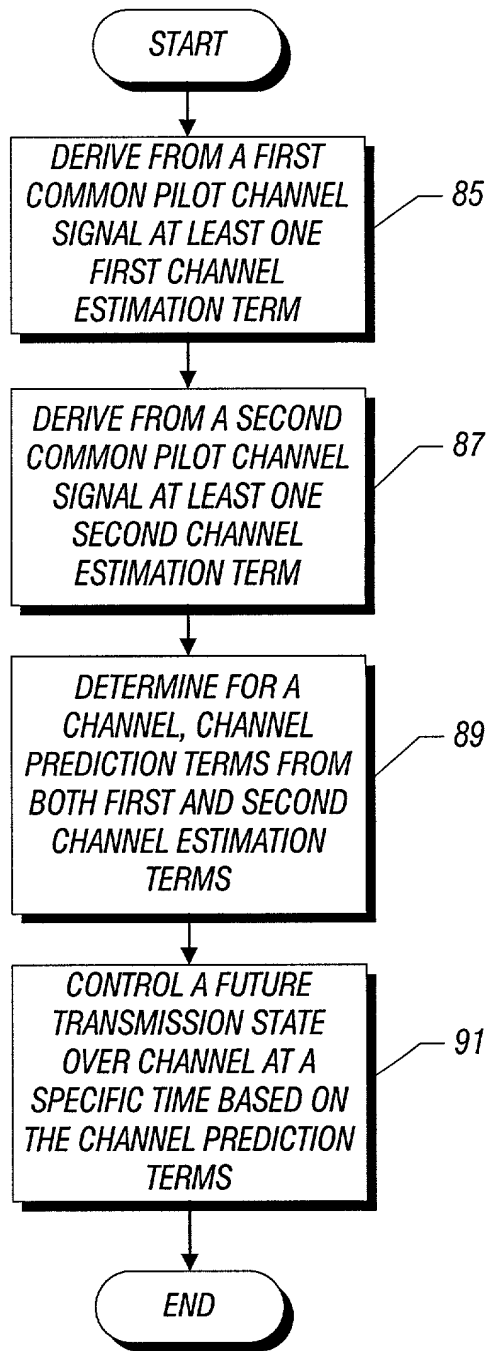 START
DERIVE FROM A FIRST
COMMON PILOT CHANNEL
SIGNAL AT LEAST ONE
FIRST CHANNEL
ESTIMATION TERM
85
DERIVE FROM A SECOND
COMMON PILOT CHANNEL
SIGNAL AT LEAST ONE
SECOND CHANNEL
ESTIMATION TERM
87
DETERMINE FOR A
CHANNEL, CHANNEL
PREDICTION TERMS FROM
BOTH FIRST AND SECOND
CHANNEL ESTIMATION
TERMS
89
CONTROL A FUTURE
TRANSMISSION STATE
OVER CHANNEL AT A
SPECIFIC TIME BASED ON
THE CHANNEL PREDICTION
TERMS
91
END